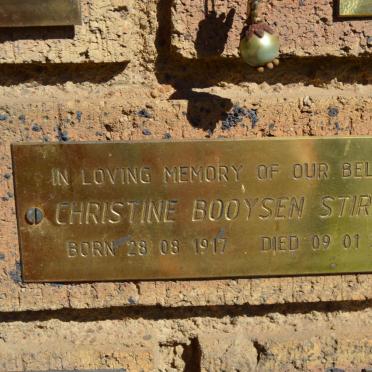 IN LOVING MEMORY OF OUR BEL
CHRISTINE BOOYSEN STIR
BORN 28 08 1917 DIED 09 01